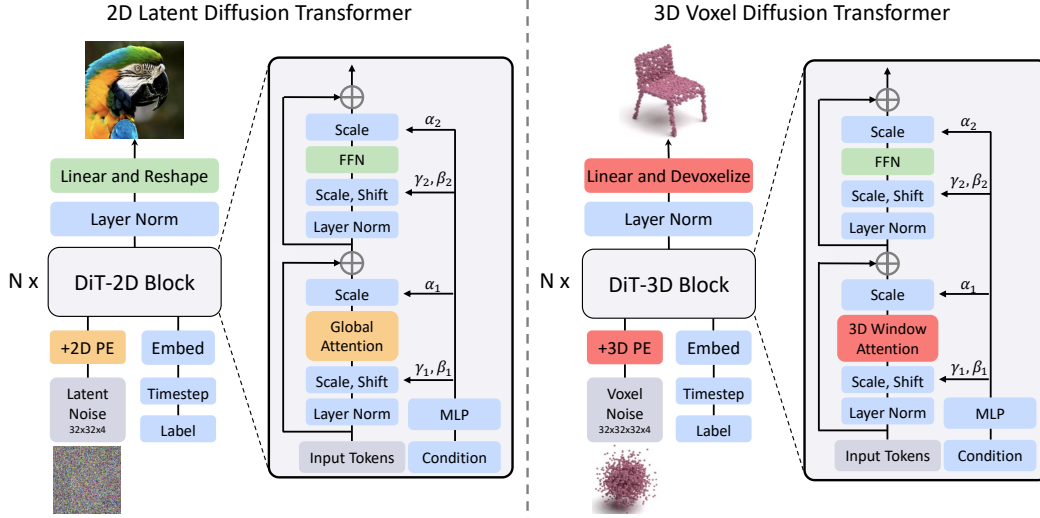 2D Latent Diffusion Transformer
Linear and Reshape
Layer Norm
N x
DiT-2D Block
+2D PE
Embed
Latent
Noise
32x32x4
Timestep
Label
Scale
α₂
FFN
Scale, Shift
γ₂, β₂
Layer Norm
Scale
α₁
Global
Attention
Scale, Shift
γ₁, β₁
Layer Norm
MLP
Input Tokens
Condition
3D Voxel Diffusion Transformer
Linear and Devoxelize
Layer Norm
N x
DiT-3D Block
+3D PE
Embed
Voxel
Noise
32x32x32x4
Timestep
Label
Scale
α₂
FFN
Scale, Shift
γ₂, β₂
Layer Norm
Scale
α₁
3D Window
Attention
Scale, Shift
γ₁, β₁
Layer Norm
MLP
Input Tokens
Condition